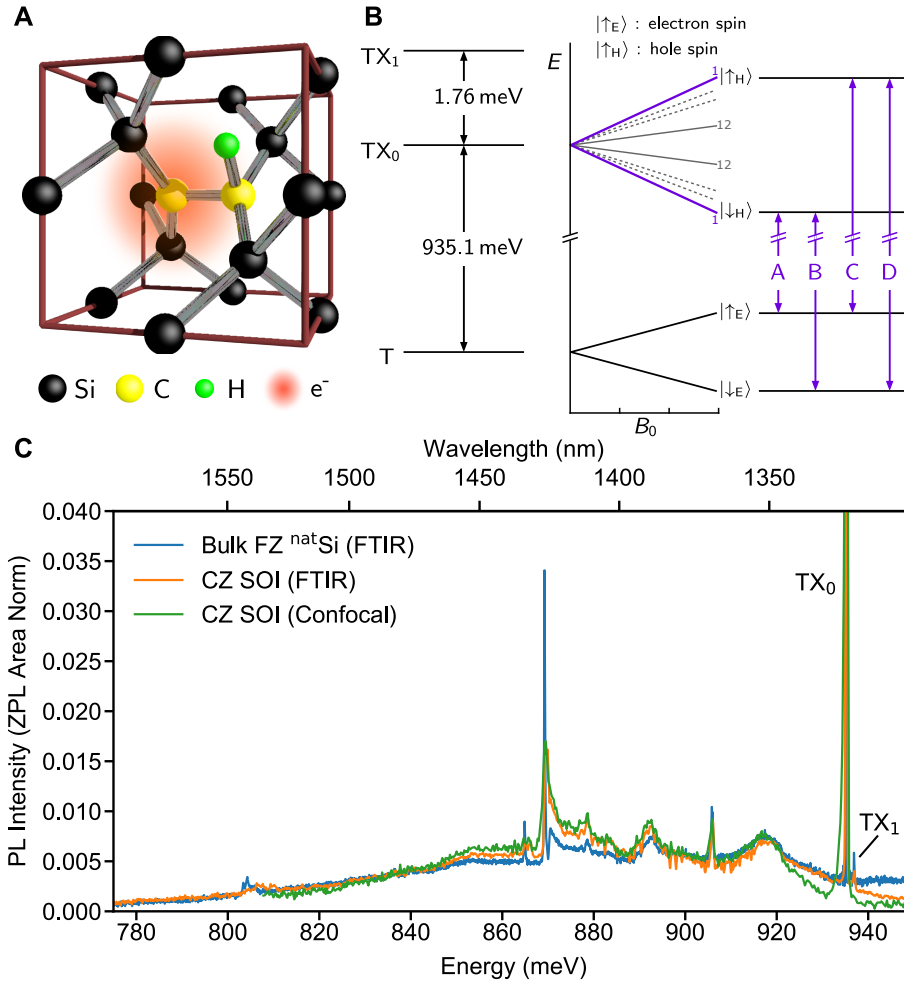 A
Si
C
H
e⁻
B
TX₁
1.76 meV
TX₀
935.1 meV
T
|↑E⟩ : electron spin
|↑H⟩ : hole spin
E
1
|↑H⟩
12
12
1
|↓H⟩
A B C D
|↑E⟩
|↓E⟩
B₀
C
Wavelength (nm)
1550 1500 1450 1400 1350
0.040
0.035
0.030
0.025
0.020
0.015
0.010
0.005
0.000
PL Intensity (ZPL Area Norm)
Bulk FZ ⁿᵃᵗSi (FTIR)
CZ SOI (FTIR)
CZ SOI (Confocal)
TX₀
TX₁
780 800 820 840 860 880 900 920 940
Energy (meV)